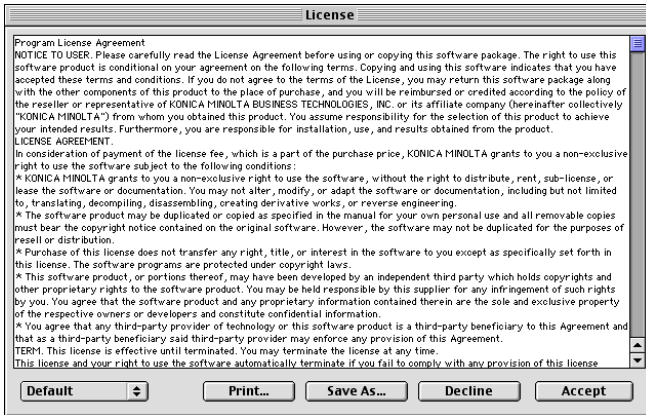 License
Program License Agreement
NOTICE TO USER. Please carefully read the License Agreement before using or copying this software package. The right to use this
software product is conditional on your agreement on the following terms. Copying and using this software indicates that you have
accepted these terms and conditions. If you do not agree to the terms of the License, you may return this software package along
with the other components of this product to the place of purchase, and you will be reimbursed or credited according to the policy of
the reseller or representative of KONICA MINOLTA BUSINESS TECHNOLOGIES, INC. or its affiliate company (hereinafter collectively
"KONICA MINOLTA") from whom you obtained this product. You assume responsibility for the selection of this product to achieve
your intended results. Furthermore, you are responsible for installation, use, and results obtained from the product.
LICENSE AGREEMENT.
In consideration of payment of the license fee, which is a part of the purchase price, KONICA MINOLTA grants to you a non-exclusive
right to use the software subject to the following conditions:
* KONICA MINOLTA grants to you a non-exclusive right to use the software, without the right to distribute, rent, sub-license, or
lease the software or documentation. You may not alter, modify, or adapt the software or documentation, including but not limited
to, translating, decompiling, disassembling, creating derivative works, or reverse engineering.
* The software product may be duplicated or copied as specified in the manual for your own personal use and all removable copies
must bear the copyright notice contained on the original software. However, the software may not be duplicated for the purposes of
resell or distribution.
* Purchase of this license does not transfer any right, title, or interest in the software to you except as specifically set forth in
this license. The software programs are protected under copyright laws.
* This software product, or portions thereof, may have been developed by an independent third party which holds copyrights and
other proprietary rights to the software product. You may be held responsible by this supplier for any infringement of such rights
by you. You agree that the software product and any proprietary information contained therein are the sole and exclusive property
of the respective owners or developers and constitute confidential information.
* You agree that any third-party provider of technology or this software product is a third-party beneficiary to this Agreement and
that as a third-party beneficiary said third-party provider may enforce any provision of this Agreement.
TERM. This license is effective until terminated. You may terminate the license at any time.
This license and your right to use the software automatically terminate if you fail to comply with any provision of this license
Default Print... Save As... Decline Accept